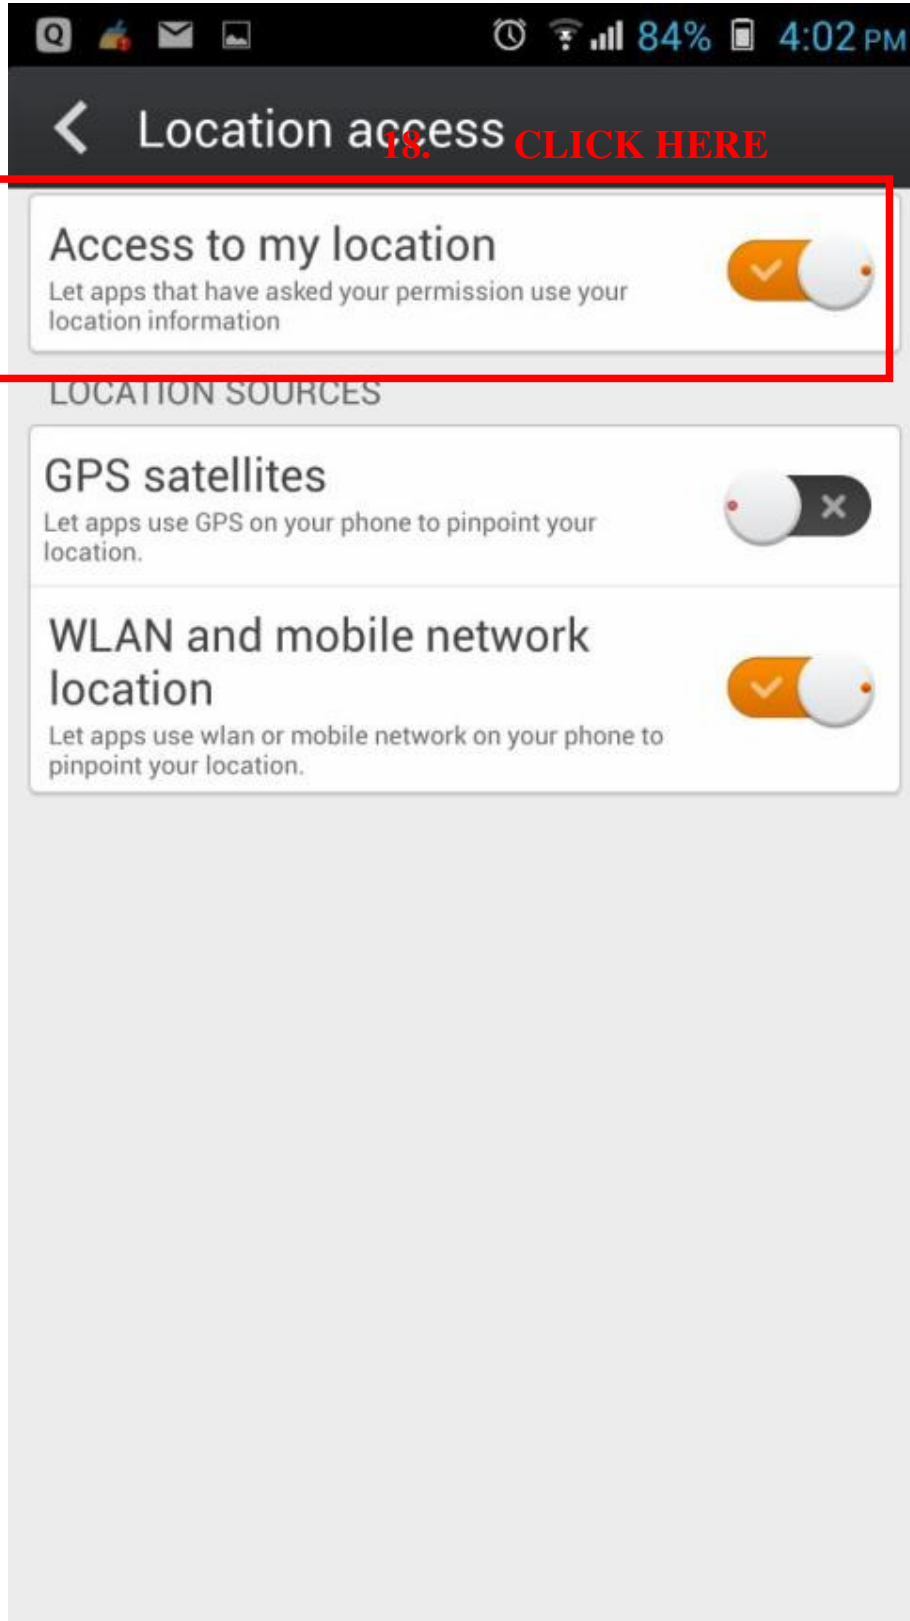 Q 84% 4:02 PM
Location access
18. CLICK HERE
Access to my location
Let apps that have asked your permission use your
location information
LOCATION SOURCES
GPS satellites
Let apps use GPS on your phone to pinpoint your
location.
WLAN and mobile network
location
Let apps use wlan or mobile network on your phone to
pinpoint your location.